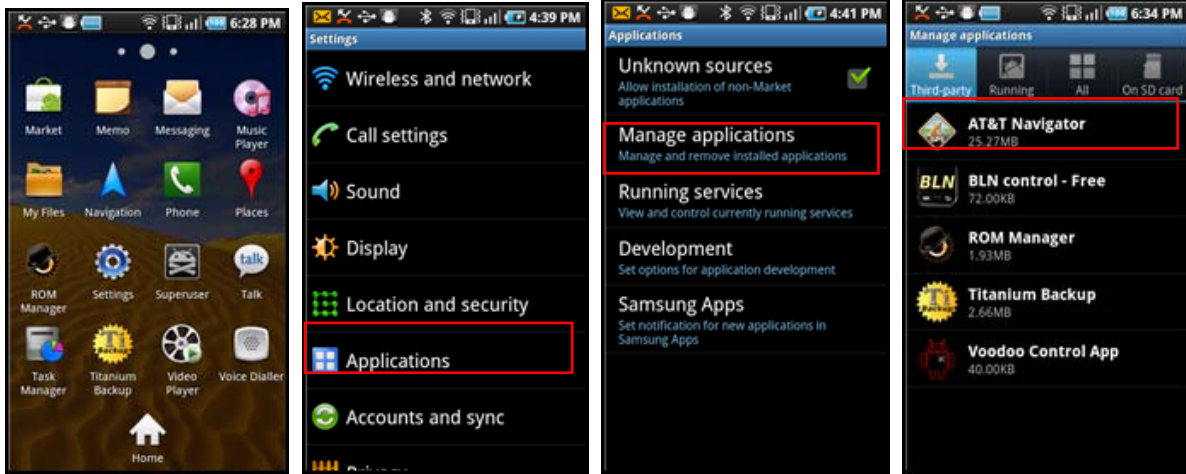 6:28 PM
Market Memo Messaging Music
Player
My Files Navigation Phone Places
talk
ROM Settings Superuser Talk
Manager
Ti
Backup
Task Titanium Video Voice Dialler
Manager Backup Player
Home
4:39 PM
Settings
Wireless and network
Call settings
Sound
Display
Location and security
Applications
Accounts and sync
Privacy
4:41 PM
Applications
Unknown sources
Allow installation of non-Market
applications
Manage applications
Manage and remove installed applications
Running services
View and control currently running services
Development
Set options for application development
Samsung Apps
Set notification for new applications in
Samsung Apps
6:34 PM
Manage applications
Third-party Running All On SD card
AT&T Navigator
25.27MB
BLN BLN control - Free
72.00KB
ROM Manager
1.93MB
Ti
Backup
Titanium Backup
2.66MB
Voodoo Control App
40.00KB